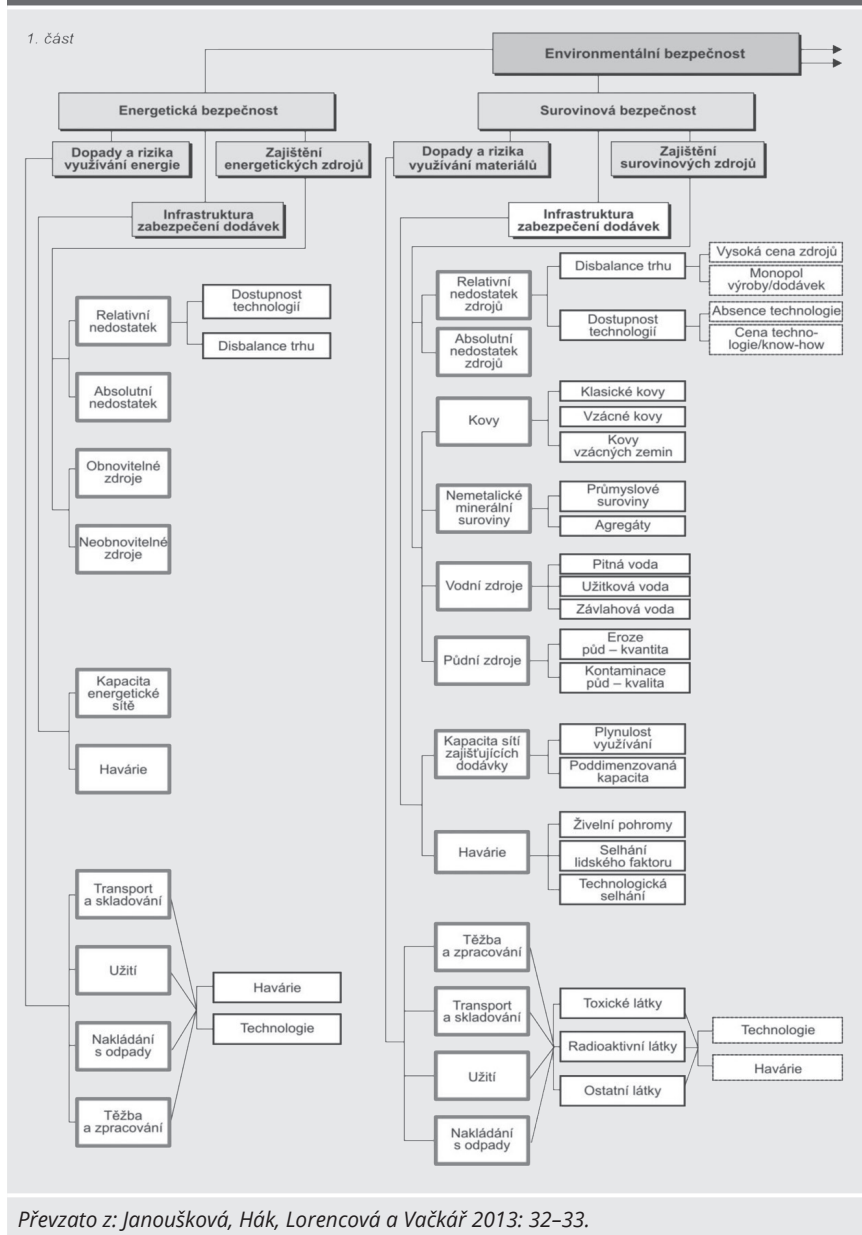 1. část
Environmentální bezpečnost
Energetická bezpečnost
Surovinová bezpečnost
Dopady a rizika
využívání energie
Zajištění
energetických zdrojů
Dopady a rizika
využívání materiálů
Zajištění
surovinových zdrojů
Infrastruktura
zabezpečení dodávek
Infrastruktura
zabezpečení dodávek
Relativní
nedostatek
Dostupnost
technologií
Disbalance trhu
Absolutní
nedostatek
Obnovitelné
zdroje
Neobnovitelné
zdroje
Kapacita
energetické
sítě
Havárie
Transport
a skladování
Užití
Nakládání
s odpady
Těžba
a zpracování
Havárie
Technologie
Relativní
nedostatek
zdrojů
Disbalance trhu
Vysoká cena zdrojů
Monopol
výroby/dodávek
Dostupnost
technologií
Absence technologie
Cena techno-
logie/know-how
Absolutní
nedostatek
zdrojů
Kovy
Klasické kovy
Vzácné kovy
Kovy
vzácných zemin
Nemetalické
minerální
suroviny
Průmyslové
suroviny
Agregáty
Vodní zdroje
Pitná voda
Užitková voda
Závlahová voda
Půdní zdroje
Eroze
půd – kvantita
Kontaminace
půd – kvalita
Kapacita sítí
zajišťujících
dodávky
Plynulost
využívání
Poddimenzovaná
kapacita
Havárie
Živelní pohromy
Selhání
lidského faktoru
Technologická
selhání
Těžba
a zpracování
Transport
a skladování
Užití
Nakládání
s odpady
Toxické látky
Radioaktivní látky
Ostatní látky
Technologie
Havárie
Převzato z: Janoušková, Hák, Lorencová a Vačkář 2013: 32–33.